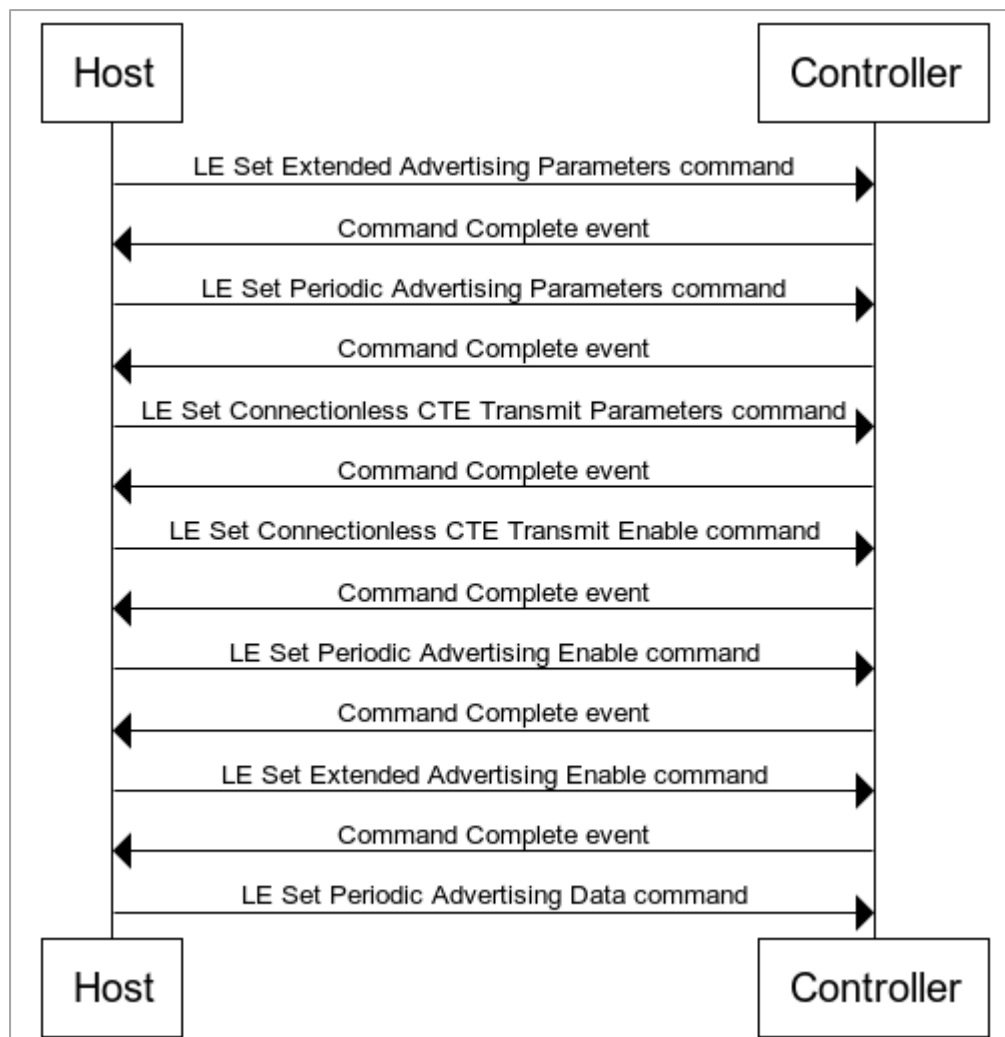 Host
Controller
LE Set Extended Advertising Parameters command
Command Complete event
LE Set Periodic Advertising Parameters command
Command Complete event
LE Set Connectionless CTE Transmit Parameters command
Command Complete event
LE Set Connectionless CTE Transmit Enable command
Command Complete event
LE Set Periodic Advertising Enable command
Command Complete event
LE Set Extended Advertising Enable command
Command Complete event
LE Set Periodic Advertising Data command
Host
Controller